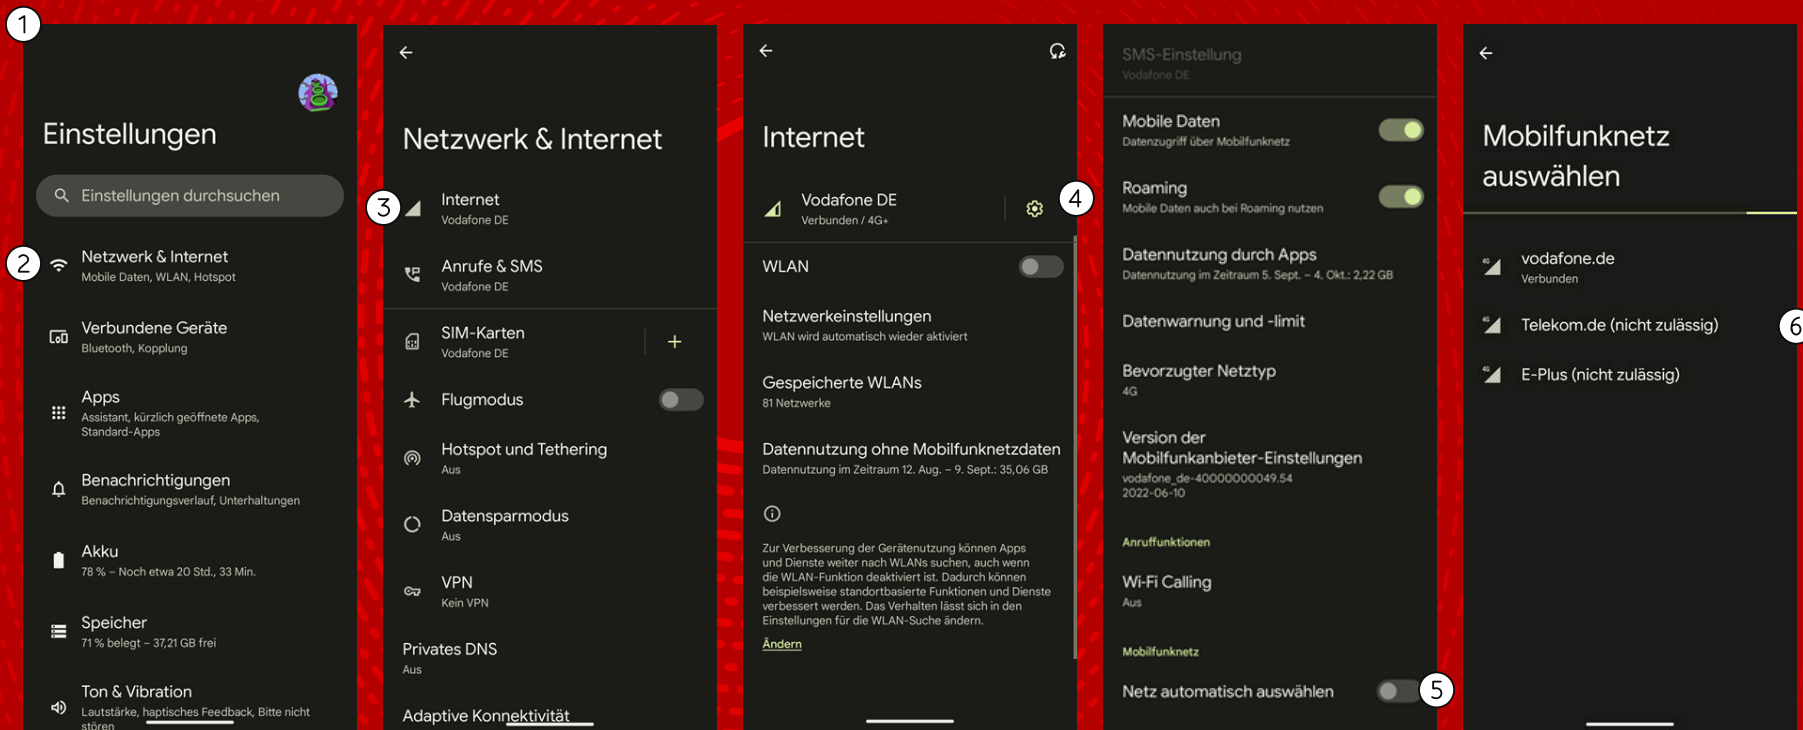 1
Einstellungen
Einstellungen durchsuchen
2
Netzwerk & Internet
Mobile Daten, WLAN, Hotspot
Verbundene Geräte
Bluetooth, Kopplung
Apps
Assistant, kürzlich geöffnete Apps,
Standard-Apps
Benachrichtigungen
Benachrichtigungsverlauf, Unterhaltungen
Akku
78 % – Noch etwa 20 Std., 33 Min.
Speicher
71 % belegt – 37,21 GB frei
Ton & Vibration
Lautstärke, haptisches Feedback, Bitte nicht
stören
Netzwerk & Internet
3
Internet
Vodafone DE
Anrufe & SMS
Vodafone DE
SIM-Karten
Vodafone DE
Flugmodus
Hotspot und Tethering
Aus
Datensparmodus
Aus
VPN
Kein VPN
Privates DNS
Aus
Adaptive Konnektivität
Internet
Vodafone DE
Verbunden / 4G+
4
WLAN
Netzwerkeinstellungen
WLAN wird automatisch wieder aktiviert
Gespeicherte WLANs
81 Netzwerke
Datennutzung ohne Mobilfunknetzdaten
Datennutzung im Zeitraum 12. Aug. – 9. Sept.: 35,06 GB
Zur Verbesserung der Gerätenutzung können Apps
und Dienste weiter nach WLANs suchen, auch wenn
die WLAN-Funktion deaktiviert ist. Dadurch können
beispielsweise standortbasierte Funktionen und Dienste
verbessert werden. Das Verhalten lässt sich in den
Einstellungen für die WLAN-Suche ändern.
Ändern
SMS-Einstellung
Vodafone DE
Mobile Daten
Datenzugriff über Mobilfunknetz
Roaming
Mobile Daten auch bei Roaming nutzen
Datennutzung durch Apps
Datennutzung im Zeitraum 5. Sept. – 4. Okt.: 2,22 GB
Datenwarnung und -limit
Bevorzugter Netztyp
4G
Version der
Mobilfunkanbieter-Einstellungen
vodafone_de-40000000049.54
2022-06-10
Anruffunktionen
Wi-Fi Calling
Aus
Mobilfunknetz
Netz automatisch auswählen
5
Mobilfunknetz
auswählen
4G
vodafone.de
Verbunden
4G
Telekom.de (nicht zulässig)
6
4G
E-Plus (nicht zulässig)